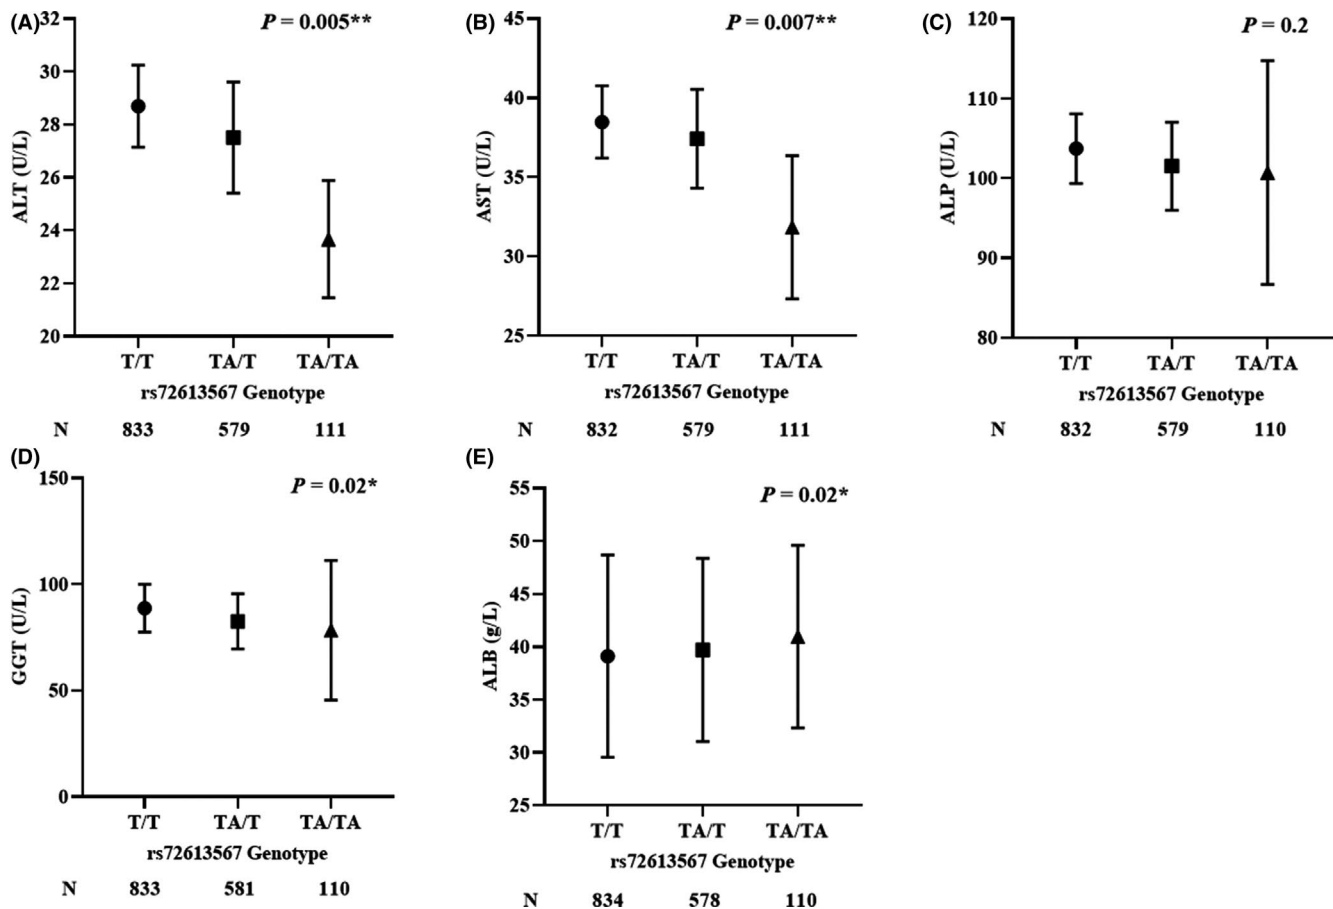 (A)
P = 0.005**
ALT (U/L)
32
30
28
26
24
22
20
T/T TA/T TA/TA
rs72613567 Genotype
N 833 579 111
(B)
P = 0.007**
AST (U/L)
45
40
35
30
25
T/T TA/T TA/TA
rs72613567 Genotype
N 832 579 111
(C)
P = 0.2
ALP (U/L)
120
110
100
90
80
T/T TA/T TA/TA
rs72613567 Genotype
N 832 579 110
(D)
P = 0.02*
GGT (U/L)
150
100
50
0
T/T TA/T TA/TA
rs72613567 Genotype
N 833 581 110
(E)
P = 0.02*
ALB (g/L)
55
50
45
40
35
30
25
T/T TA/T TA/TA
rs72613567 Genotype
N 834 578 110